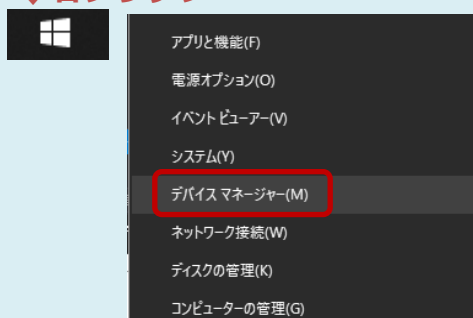 アプリと機能(F)
電源オプション(O)
イベント ビューアー(V)
システム(Y)
デバイス マネージャー(M)
ネットワーク接続(W)
ディスクの管理(K)
コンピューターの管理(G)